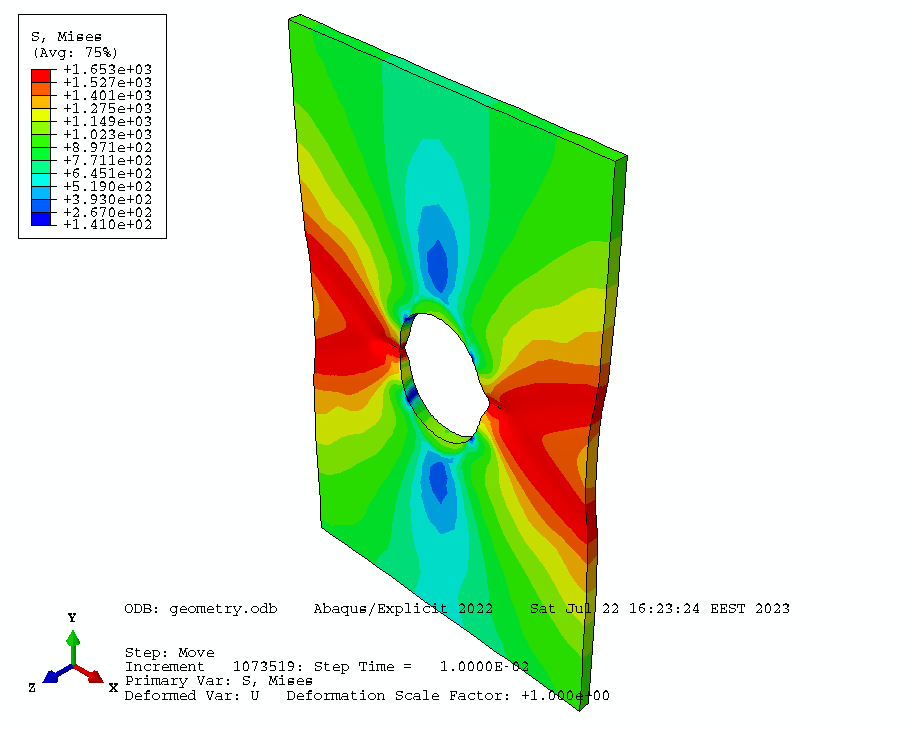 S, Mises
(Avg: 75%)
+1.653e+03
+1.527e+03
+1.401e+03
+1.275e+03
+1.149e+03
+1.023e+03
+8.971e+02
+7.711e+02
+6.451e+02
+5.190e+02
+3.930e+02
+2.670e+02
+1.410e+02
ODB: geometry.odb    Abaqus/Explicit 2022    Sat Jul 22 16:23:24 EEST 2023
Y
Z
X
Step: Move
Increment   1073519: Step Time =   1.0000E-02
Primary Var: S, Mises
Deformed Var: U   Deformation Scale Factor: +1.000e+00